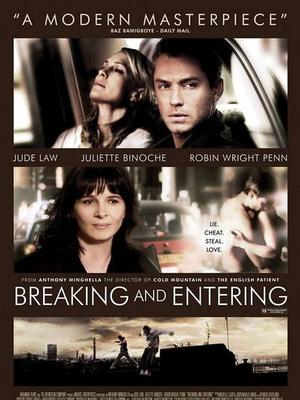 "A MODERN MASTERPIECE"
BAZ BAMIGBOYE - DAILY MAIL
JUDE LAW JULIETTE BINOCHE ROBIN WRIGHT PENN
LIE.
CHEAT.
STEAL.
LOVE.
FROM ANTHONY MINGHELLA THE DIRECTOR OF COLD MOUNTAIN AND THE ENGLISH PATIENT
BREAKING AND ENTERING